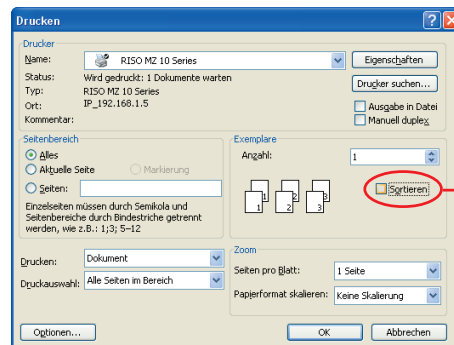 Drucken
Drucker
Name: RISO MZ 10 Series
Eigenschaften
Status: Wird gedruckt: 1 Dokumente warten
Typ: RISO MZ 10 Series
Drucker suchen...
Ort: IP_192.168.1.5
Ausgabe in Datei
Kommentar:
Manuell duplex
Seitenbereich
Alles
Aktuelle Seite
Markierung
Seiten:
Einzelseiten müssen durch Semikola und
Seitenbereiche durch Bindestriche getrennt
werden, wie z.B.: 1;3; 5–12
Exemplare
Anzahl: 1
1 1 2 2 3 3
Sortieren
Drucken: Dokument
Druckauswahl: Alle Seiten im Bereich
Zoom
Seiten pro Blatt: 1 Seite
Papierformat skalieren: Keine Skalierung
Optionen...
OK
Abbrechen